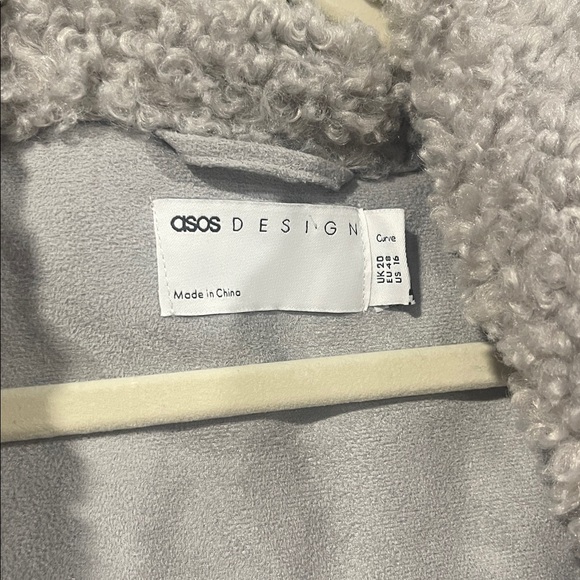 asos DESIGN
Made in China
Curve
UK 20
EU 48
US 16